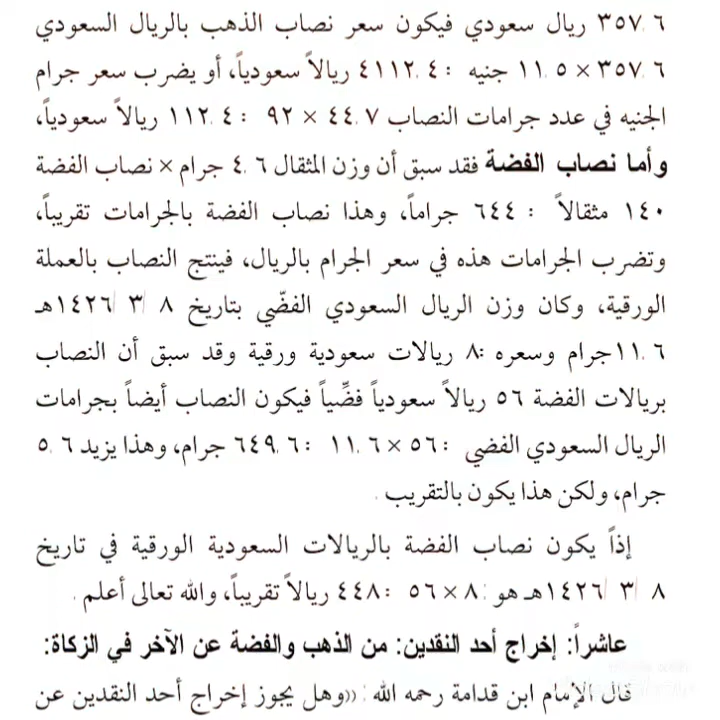 ٣٥٧.٦ ريال سعودي فيكون سعر نصاب الذهب بالريال السعودي
٣٥٧.٦ × ١١.٥ جنيه : ٤١١٢.٤ ريالاً سعودياً، أو يضرب سعر جرام
الجنيه في عدد جرامات النصاب ٤٤.٧ × ٩٢ : ١١٢.٤ ريالاً سعودياً،
وأما نصاب الفضة فقد سبق أن وزن المثقال ٤.٦ جرام × نصاب الفضة
١٤٠ مثقالاً : ٦٤٤ جراماً، وهذا نصاب الفضة بالجرامات تقريباً،
وتضرب الجرامات هذه في سعر الجرام بالريال، فينتج النصاب بالعملة
الورقية، وكان وزن الريال السعودي الفضّي بتاريخ ٨/ ٣/ ١٤٢٦هـ
١١.٦جرام وسعره :٨ ريالات سعودية ورقية وقد سبق أن النصاب
بريالات الفضة ٥٦ ريالاً سعودياً فضِّياً فيكون النصاب أيضاً بجرامات
الريال السعودي الفضي : ٥٦× ١١.٦ : ٦٤٩.٦ جرام، وهذا يزيد ٥.٦
جرام، ولكن هذا يكون بالتقريب .
إذاً يكون نصاب الفضة بالريالات السعودية الورقية في تاريخ
٨/ ٣/ ١٤٢٦هـ هو : ٨× ٥٦ : ٤٤٨ ريالاً تقريباً، والله تعالى أعلم .
عاشراً: إخراج أحد النقدين: من الذهب والفضة عن الآخر في الزكاة:
قال الإمام ابن قدامة رحمه الله : ((وهل يجوز إخراج أحد النقدين عن